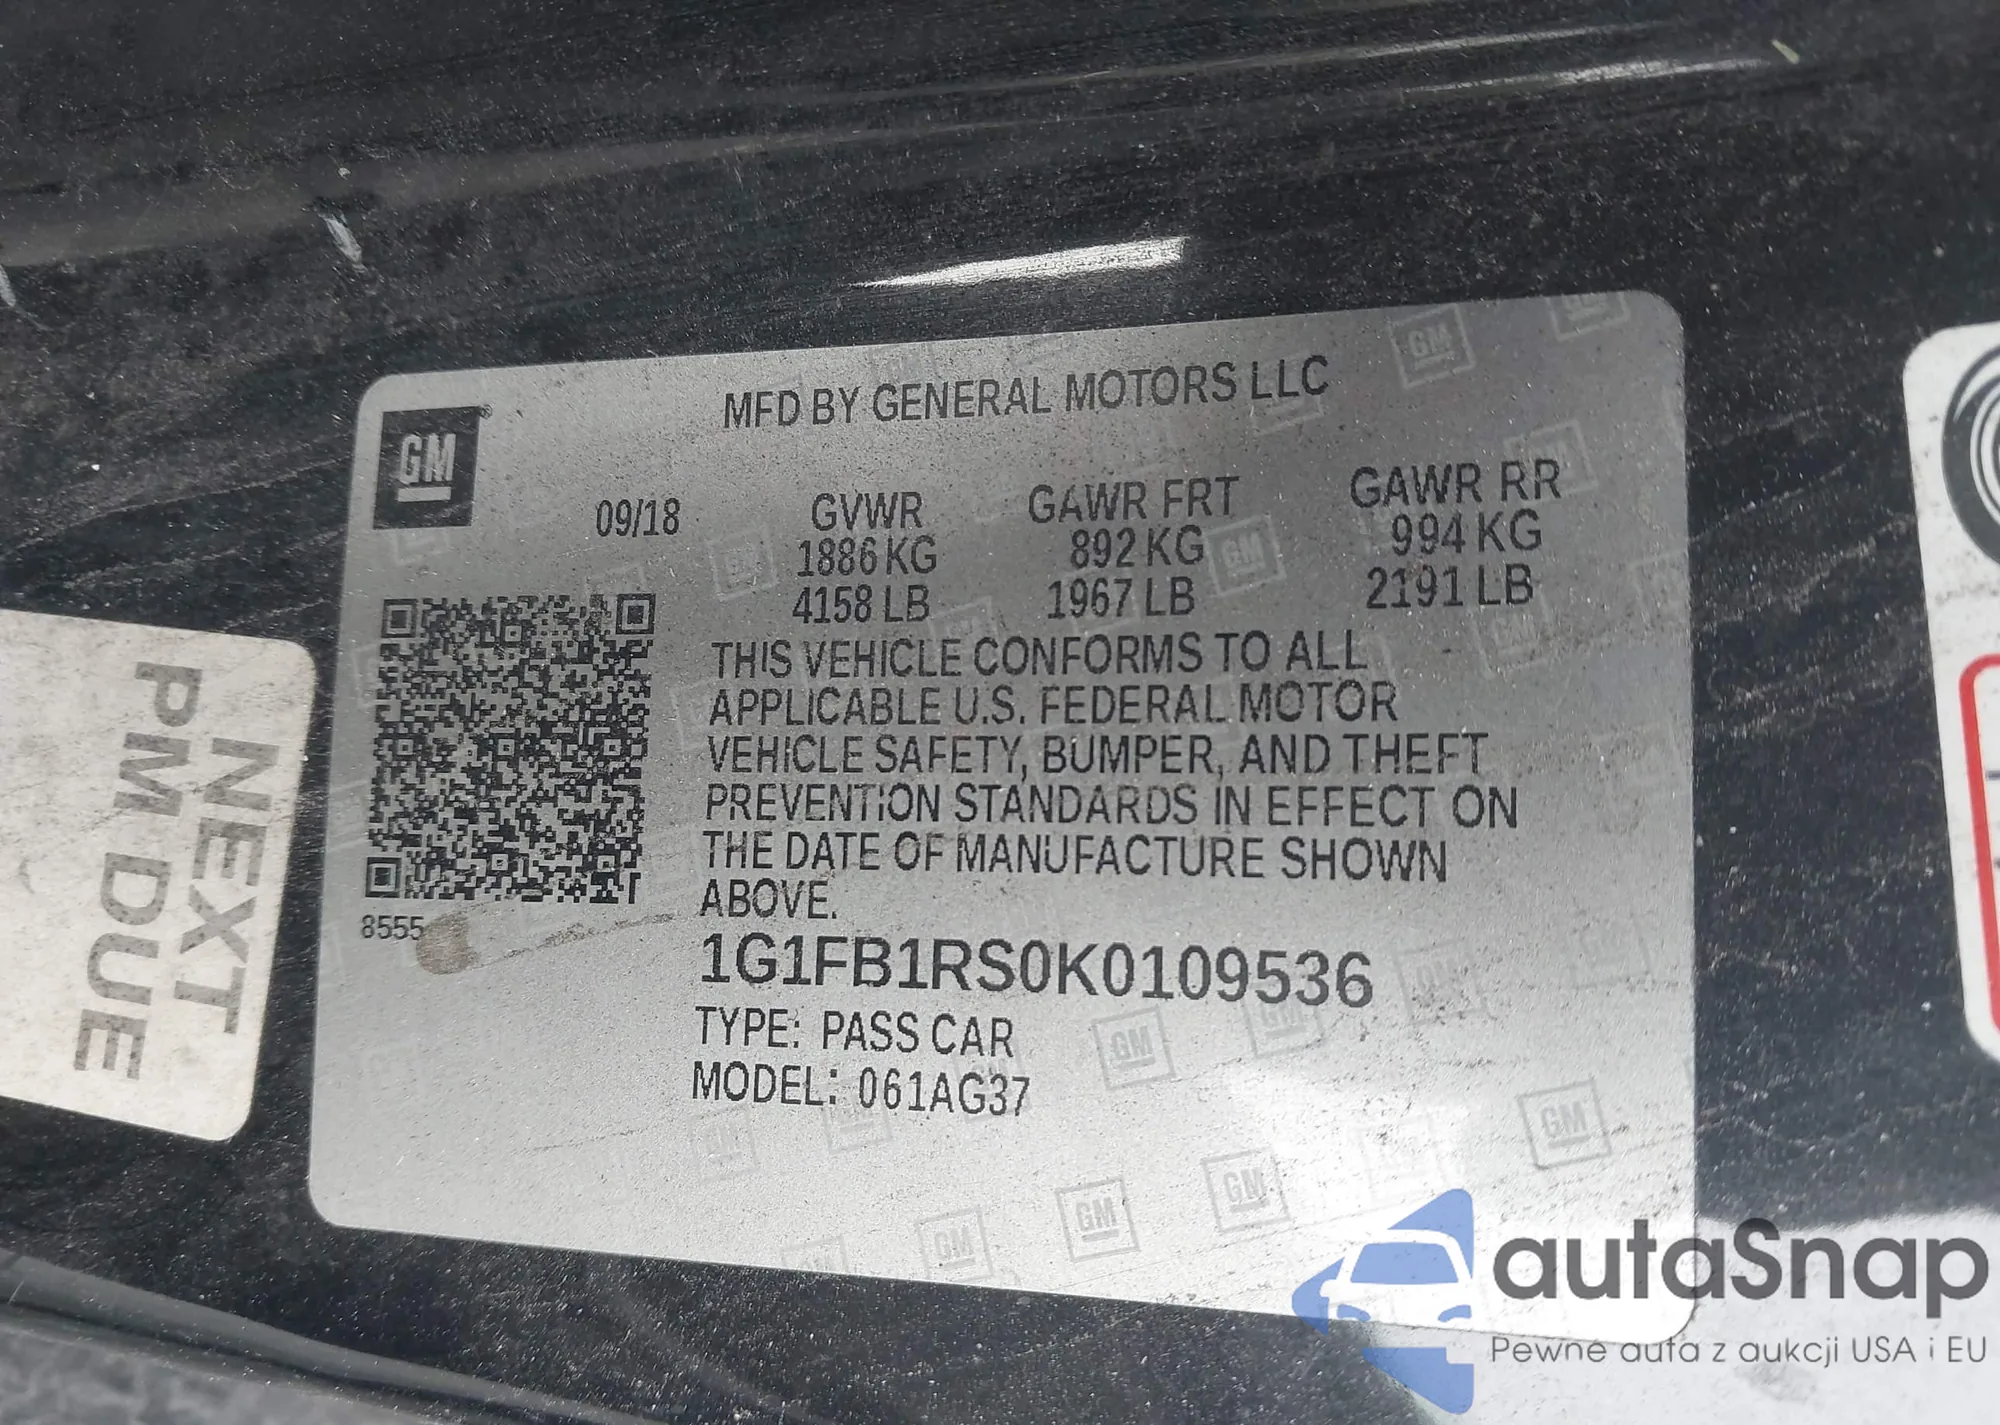 MFD BY GENERAL MOTORS LLC
GM
09/18 GVWR GAWR FRT GAWR RR
1886 KG 892 KG 994 KG
4158 LB 1967 LB 2191 LB
THIS VEHICLE CONFORMS TO ALL
APPLICABLE U.S. FEDERAL MOTOR
VEHICLE SAFETY, BUMPER, AND THEFT
PREVENTION STANDARDS IN EFFECT ON
THE DATE OF MANUFACTURE SHOWN
ABOVE.
8555
1G1FB1RS0K0109536
TYPE: PASS CAR
MODEL: 061AG37
NEXT
PM DUE
autaSnap
Pewne auta z aukcji USA i EU